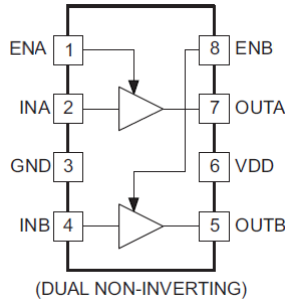 ENA 1 8 ENB
INA 2 7 OUTA
GND 3 6 VDD
INB 4 5 OUTB
(DUAL NON-INVERTING)